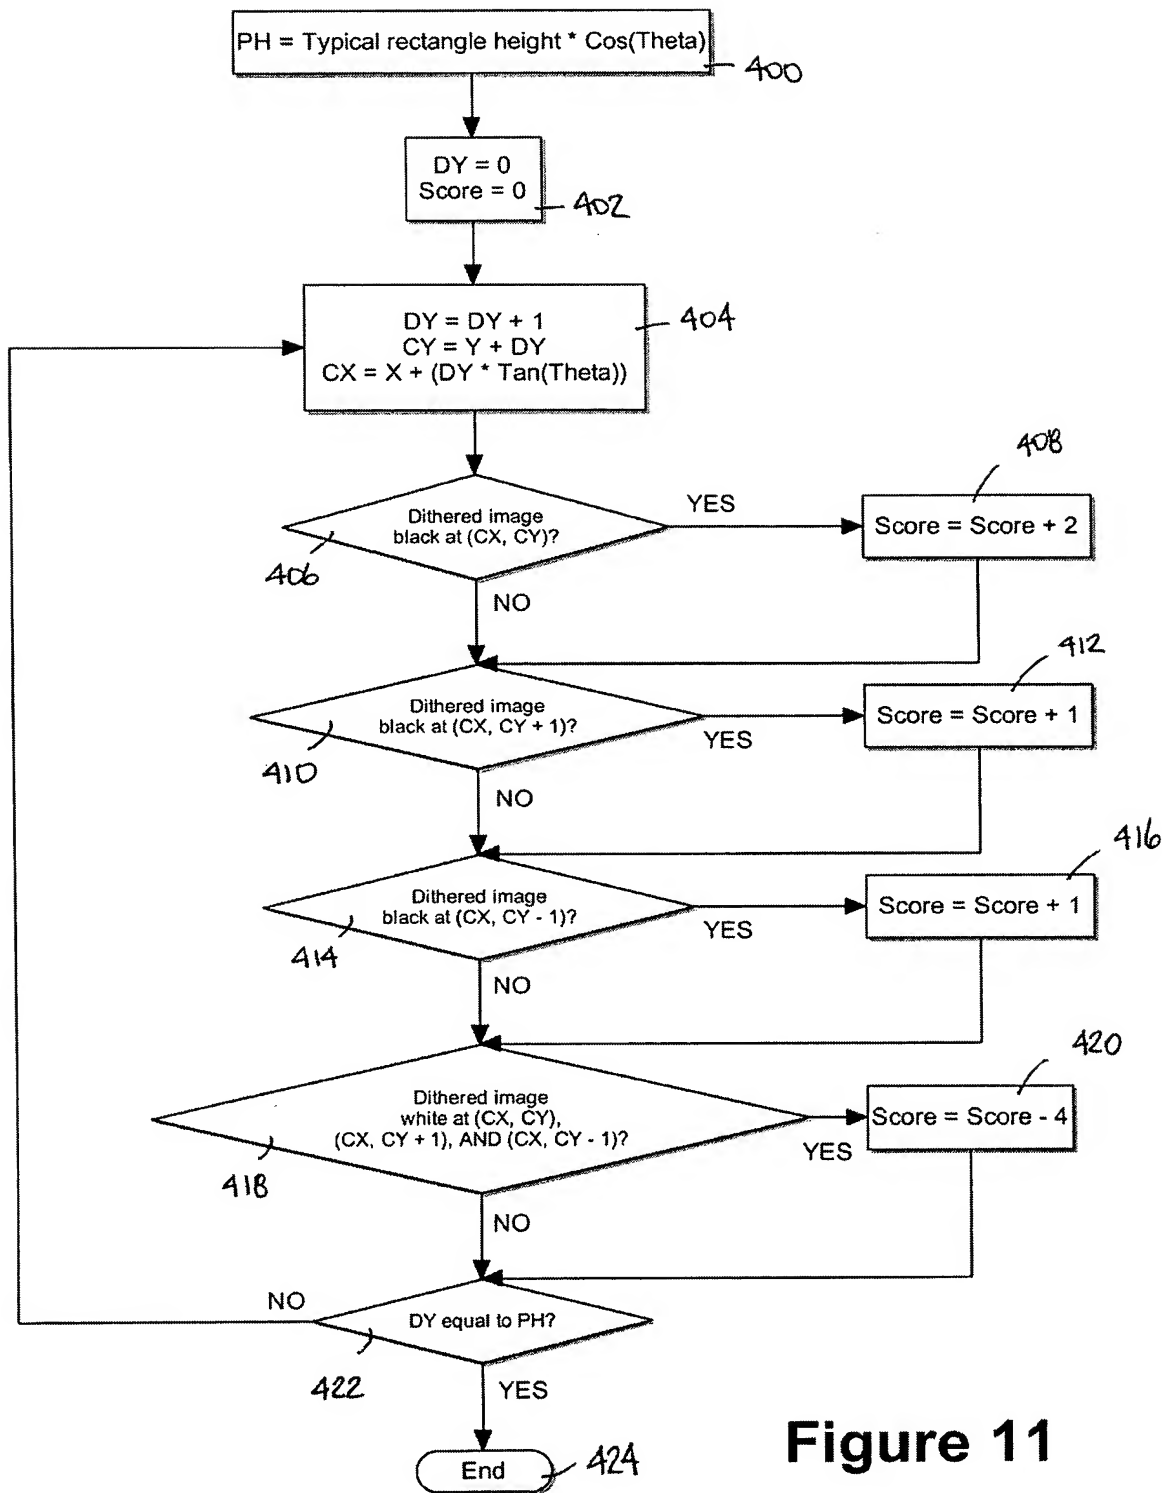 PH = Typical rectangle height * Cos(Theta)
400
DY = 0
Score = 0
402
DY = DY + 1
CY = Y + DY
CX = X + (DY * Tan(Theta))
404
Dithered image
black at (CX, CY)?
406
YES
408
Score = Score + 2
NO
Dithered image
black at (CX, CY + 1)?
410
YES
412
Score = Score + 1
NO
Dithered image
black at (CX, CY - 1)?
414
YES
416
Score = Score + 1
NO
Dithered image
white at (CX, CY),
(CX, CY + 1), AND (CX, CY - 1)?
418
YES
420
Score = Score - 4
NO
DY equal to PH?
422
NO
YES
End
424
Figure 11